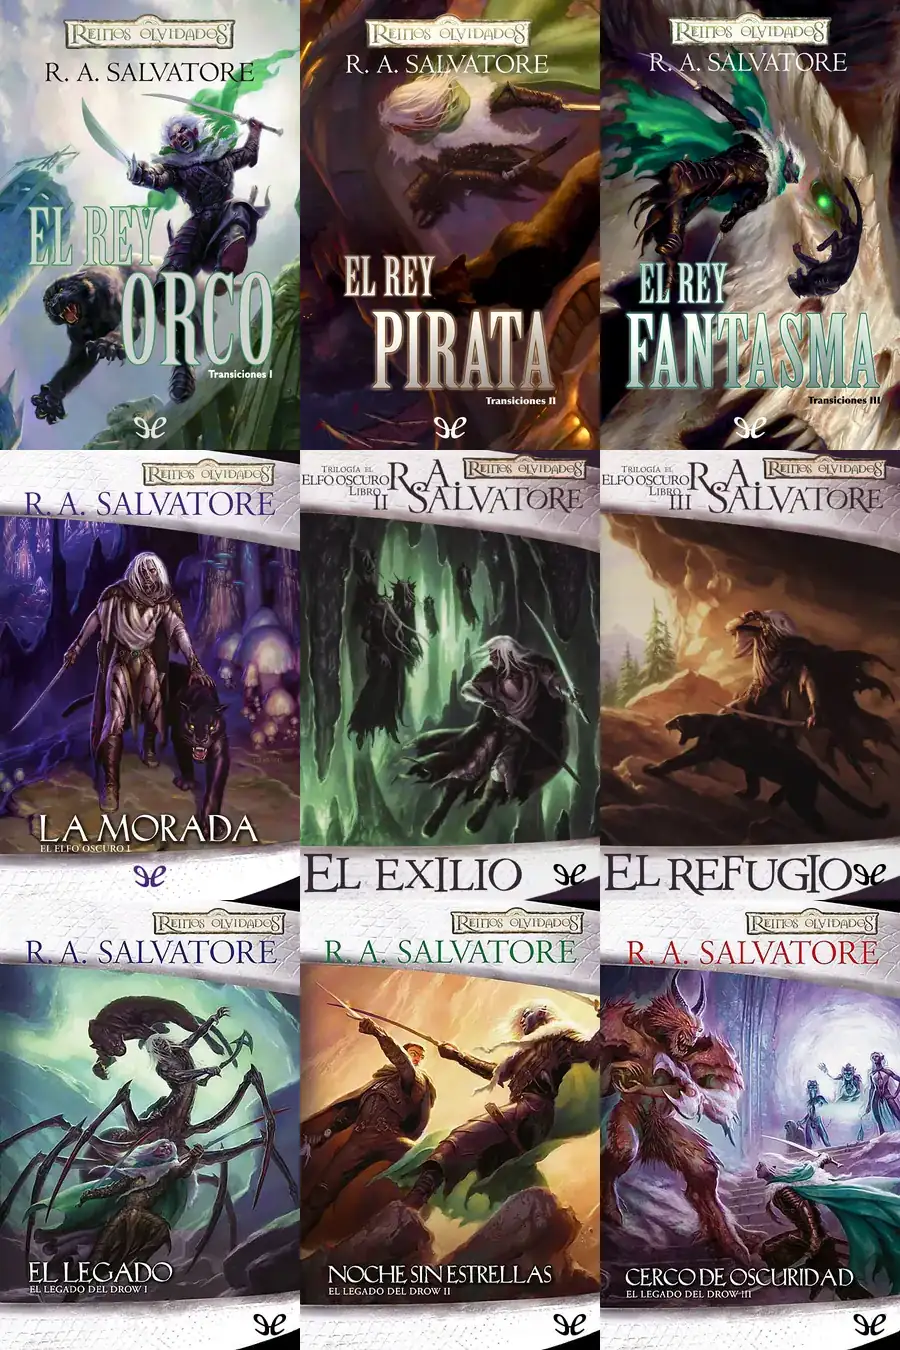 REINOS OLVIDADOS
R. A. SALVATORE
EL REY
ORCO
Transiciones I
REINOS OLVIDADOS
R. A. SALVATORE
EL REY
PIRATA
Transiciones II
REINOS OLVIDADOS
R. A. SALVATORE
EL REY
FANTASMA
Transiciones III
REINOS OLVIDADOS
R. A. SALVATORE
LA MORADA
EL ELFO OSCURO I
TRILOGÍA EL
ELFO OSCURO
LIBRO
II
R. A.
SALVATORE
REINOS OLVIDADOS
EL EXILIO
TRILOGÍA EL
ELFO OSCURO
LIBRO
III
R. A.
SALVATORE
REINOS OLVIDADOS
EL REFUGIO
REINOS OLVIDADOS
R. A. SALVATORE
EL LEGADO
EL LEGADO DEL DROW I
REINOS OLVIDADOS
R. A. SALVATORE
NOCHE SIN ESTRELLAS
EL LEGADO DEL DROW II
REINOS OLVIDADOS
R. A. SALVATORE
CERCO DE OSCURIDAD
EL LEGADO DEL DROW III